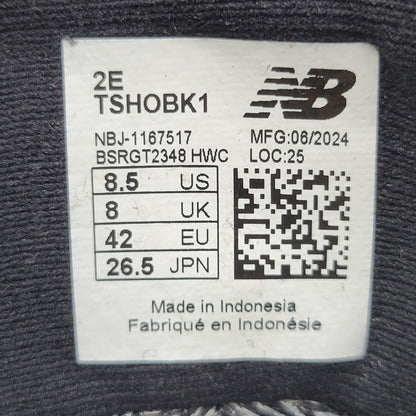 2E
TSHOBK1
NB
NBJ-1167517
BSRGT2348 HWC
MFG:06/2024
LOC:25
8.5 US
8 UK
42 EU
26.5 JPN
Made in Indonesia
Fabriqué en Indonésie